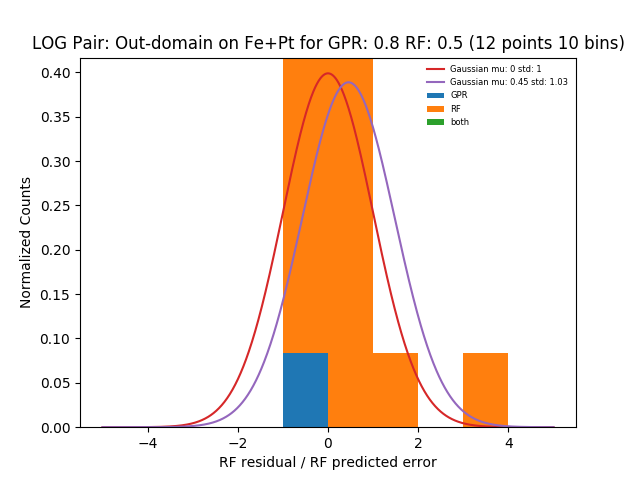 LOG Pair: Out-domain on Fe+Pt for GPR: 0.8 RF: 0.5 (12 points 10 bins)
Gaussian mu: 0 std: 1
Gaussian mu: 0.45 std: 1.03
GPR
RF
both
Normalized Counts
0.40
0.35
0.30
0.25
0.20
0.15
0.10
0.05
0.00
−4 −2 0 2 4
RF residual / RF predicted error